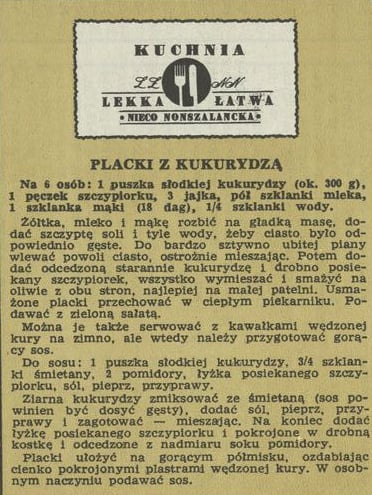 KUCHNIA
ŻŻ NN
LEKKA ŁATWA
• NIECO NONSZALANCKA •
PLACKI Z KUKURYDZĄ
Na 6 osób: 1 puszka słodkiej kukurydzy (ok. 300 g),
1 pęczek szczypiorku, 3 jajka, pół szklanki mleka,
1 szklanka mąki (18 dag), 1/4 szklanki wody.
Żółtka, mleko i mąkę rozbić na gładką masę, do-
dać szczyptę soli i tyle wody, żeby ciasto było od-
powiednio gęste. Do bardzo sztywno ubitej piany
wlewać powoli ciasto, ostrożnie mieszając. Potem do-
dać odcedzoną starannie kukurydzę i drobno posie-
kany szczypiorek, wszystko wymieszać i smażyć na
oliwie z obu stron, najlepiej na małej patelni. Usma-
żone placki przechować w ciepłym piekarniku. Po-
dawać z zieloną sałatą.
Można je także serwować z kawałkami wędzonej
kury na zimno, ale wtedy należy przygotować gorą-
cy sos.
Do sosu: 1 puszka słodkiej kukurydzy, 3/4 szklan-
ki śmietany, 2 pomidory, łyżka posiekanego szczy-
piorku, sól, pieprz, przyprawy.
Ziarna kukurydzy zmiksować ze śmietaną (sos po-
winien być dosyć gęsty), dodać sól, pieprz, przy-
prawy i zagotować — mieszając. Na koniec dodać
łyżkę posiekanego szczypiorku i pokrojone w drobną
kostkę i odcedzone z nadmiaru soku pomidory.
Placki ułożyć na gorącym półmisku, ozdabiając
cienko pokrojonymi plastrami wędzonej kury. W osob-
nym naczyniu podawać sos.